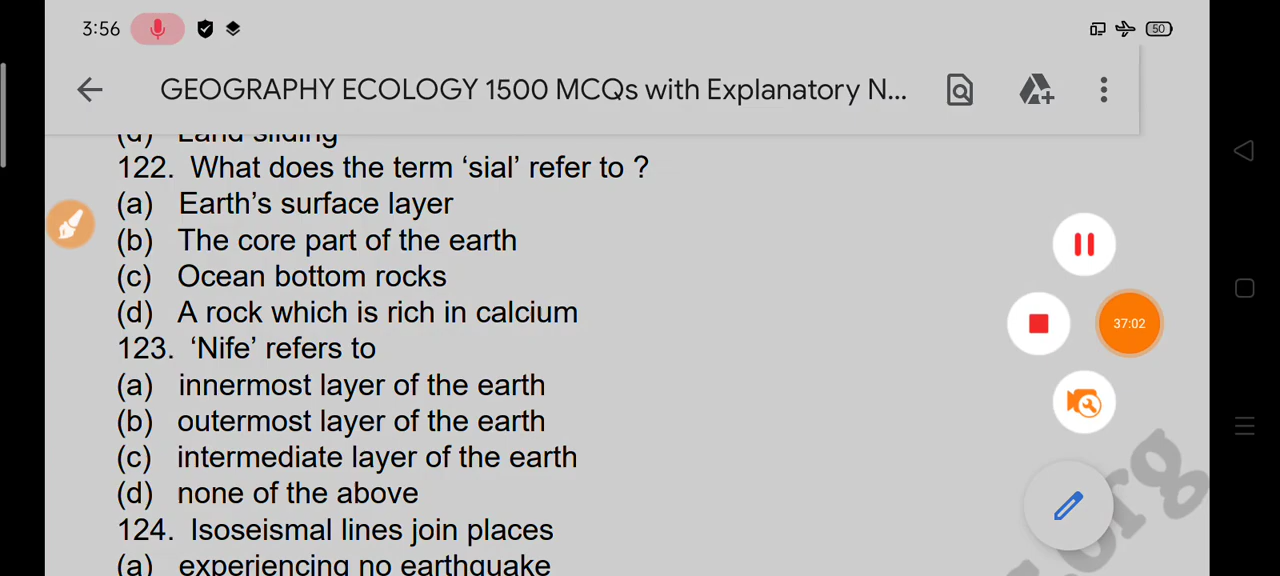 3:56
50
GEOGRAPHY ECOLOGY 1500 MCQs with Explanatory N...
(d) Land sliding
122. What does the term ‘sial’ refer to ?
(a) Earth’s surface layer
(b) The core part of the earth
(c) Ocean bottom rocks
(d) A rock which is rich in calcium
37:02
123. ‘Nife’ refers to
(a) innermost layer of the earth
(b) outermost layer of the earth
(c) intermediate layer of the earth
(d) none of the above
124. Isoseismal lines join places
(a) experiencing no earthquake